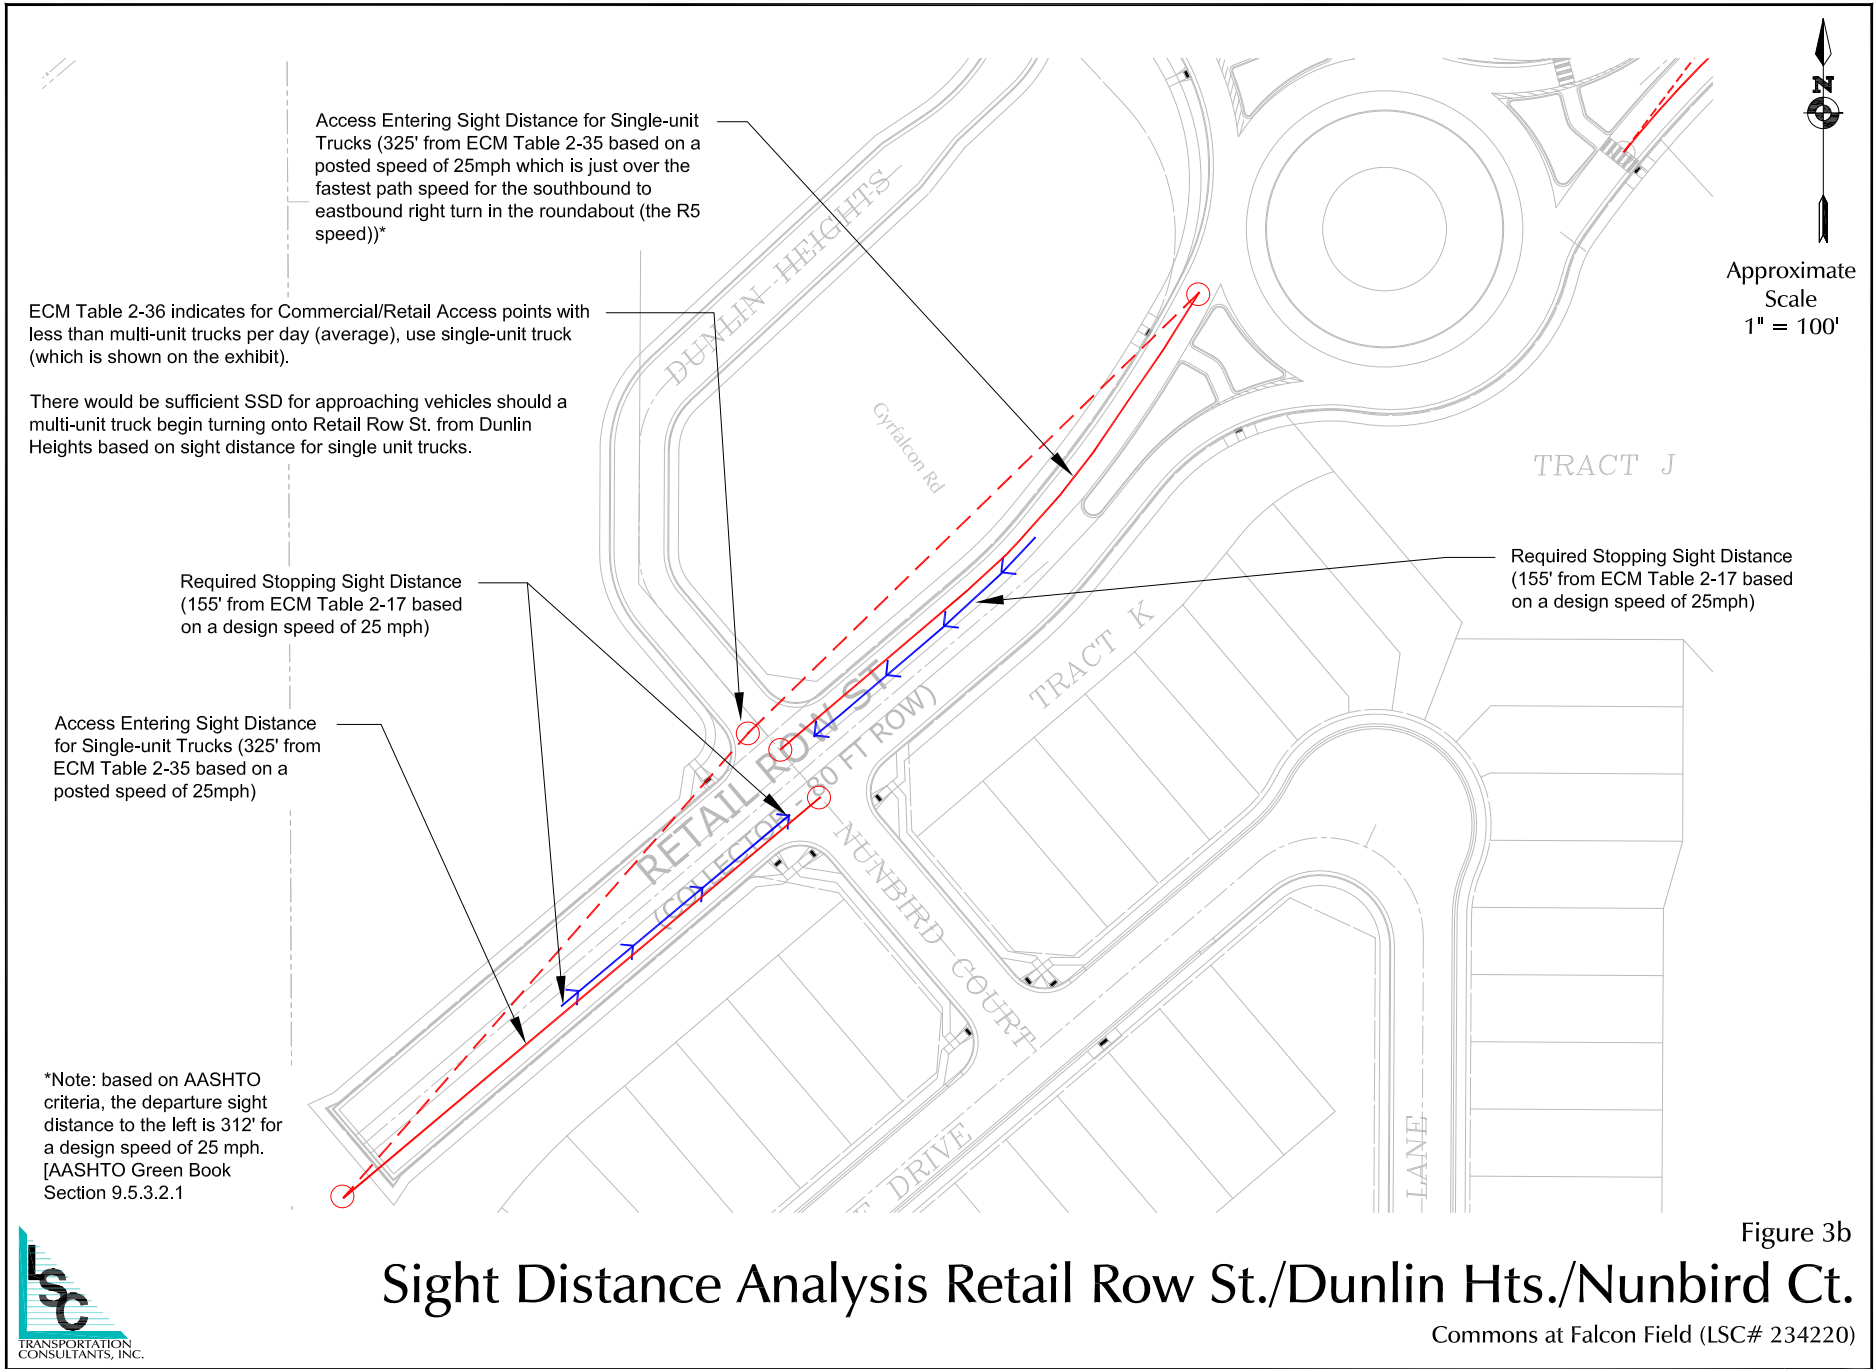 Access Entering Sight Distance for Single-unit
Trucks (325' from ECM Table 2-35 based on a
posted speed of 25mph which is just over the
fastest path speed for the southbound to
eastbound right turn in the roundabout (the R5
speed))*
N
Approximate
Scale
1" = 100'
ECM Table 2-36 indicates for Commercial/Retail Access points with
less than multi-unit trucks per day (average), use single-unit truck
(which is shown on the exhibit).
There would be sufficient SSD for approaching vehicles should a
multi-unit truck begin turning onto Retail Row St. from Dunlin
Heights based on sight distance for single unit trucks.
DUNLIN HEIGHTS
Gyrfalcon Rd
TRACT J
Required Stopping Sight Distance
(155' from ECM Table 2-17 based
on a design speed of 25 mph)
Required Stopping Sight Distance
(155' from ECM Table 2-17 based
on a design speed of 25mph)
TRACT K
Access Entering Sight Distance
for Single-unit Trucks (325' from
ECM Table 2-35 based on a
posted speed of 25mph)
RETAIL ROW ST
(COLLECTOR - 80 FT ROW)
NUNBIRD COURT
*Note: based on AASHTO
criteria, the departure sight
distance to the left is 312' for
a design speed of 25 mph.
[AASHTO Green Book
Section 9.5.3.2.1
DRIVE
LANE
Figure 3b
Sight Distance Analysis Retail Row St./Dunlin Hts./Nunbird Ct.
Commons at Falcon Field (LSC# 234220)
LSC
TRANSPORTATION
CONSULTANTS, INC.